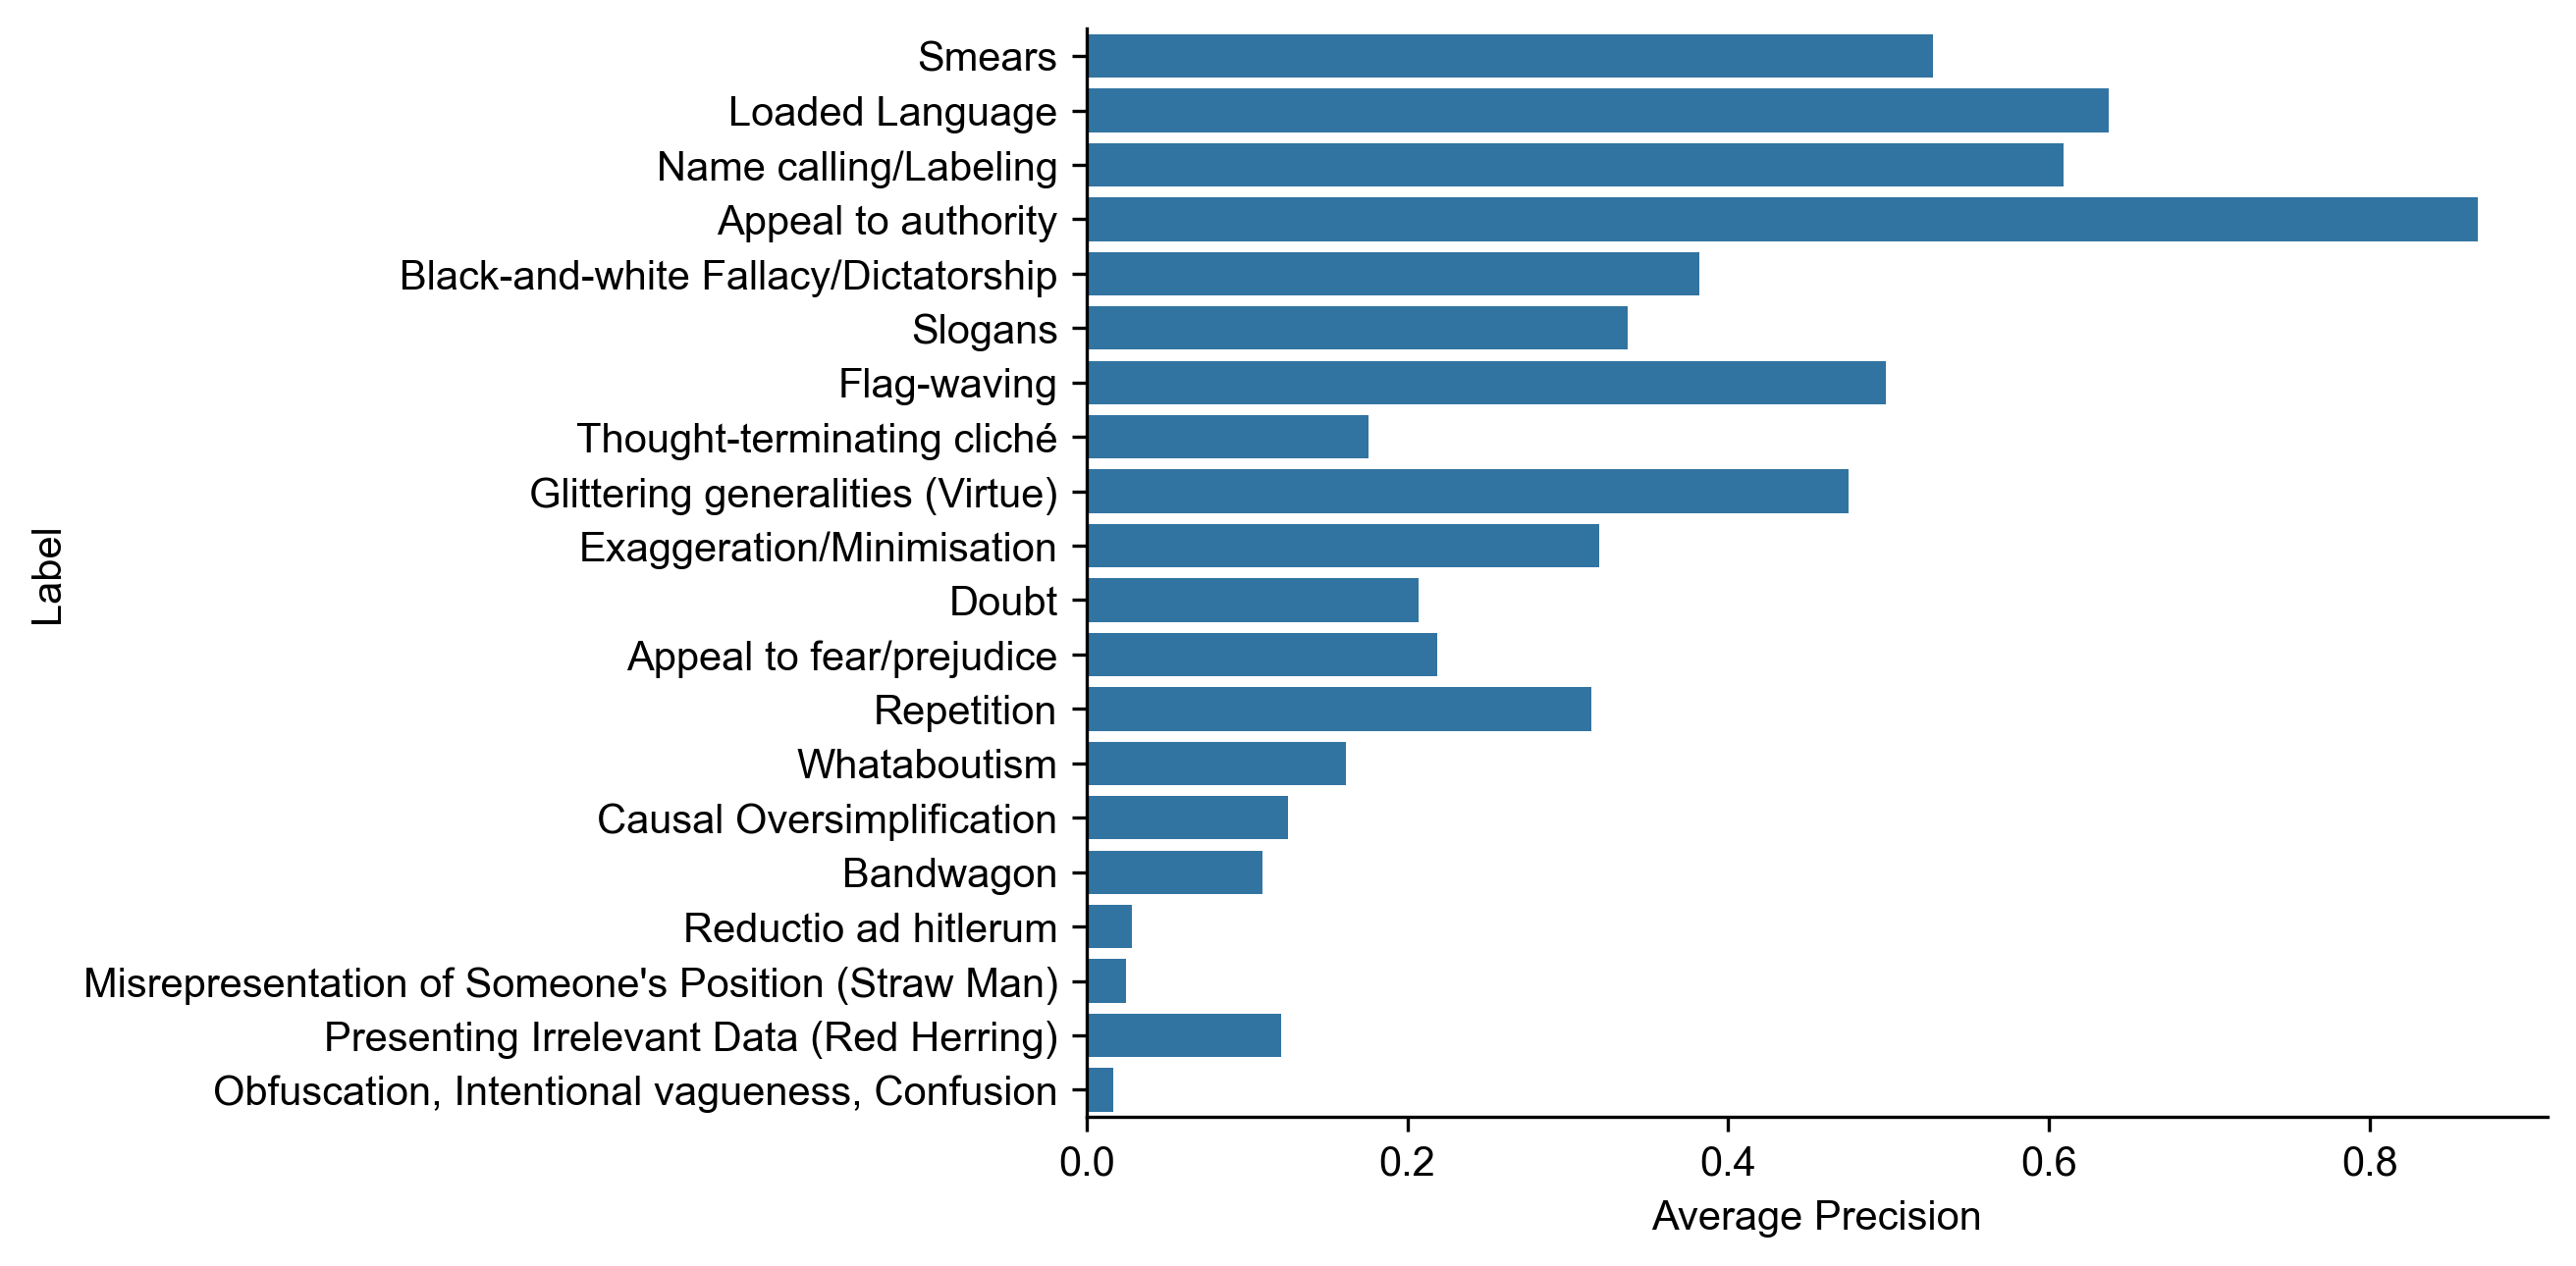 Smears
Loaded Language
Name calling/Labeling
Appeal to authority
Black-and-white Fallacy/Dictatorship
Slogans
Flag-waving
Thought-terminating cliché
Glittering generalities (Virtue)
Exaggeration/Minimisation
Doubt
Appeal to fear/prejudice
Repetition
Whataboutism
Causal Oversimplification
Bandwagon
Reductio ad hitlerum
Misrepresentation of Someone's Position (Straw Man)
Presenting Irrelevant Data (Red Herring)
Obfuscation, Intentional vagueness, Confusion
Label
0.0 0.2 0.4 0.6 0.8
Average Precision